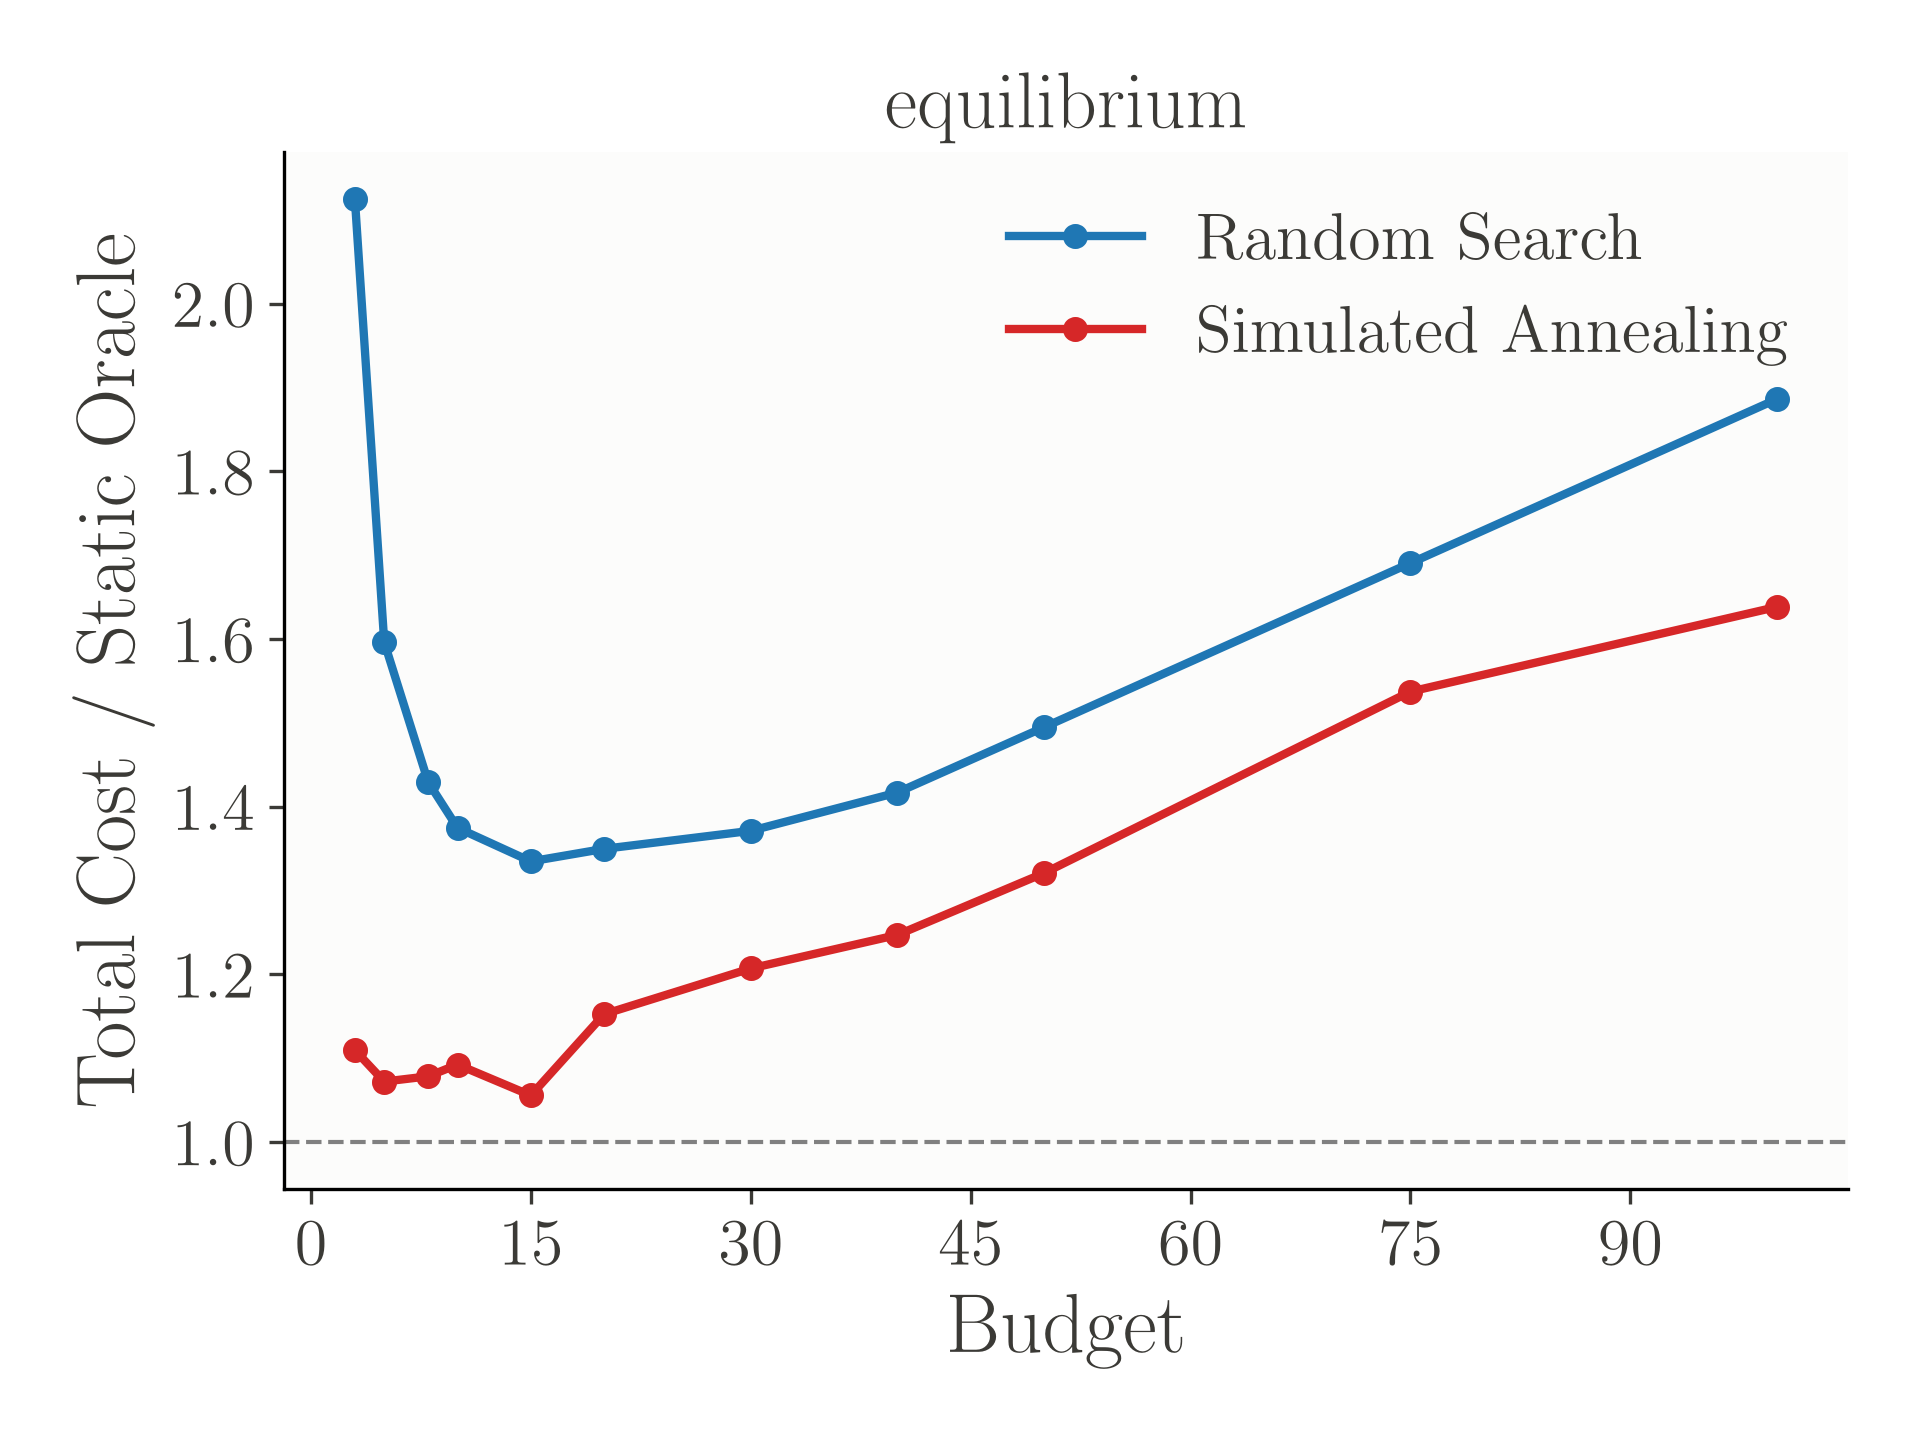 equilibrium
Random Search
Simulated Annealing
Total Cost / Static Oracle
2.0
1.8
1.6
1.4
1.2
1.0
0 15 30 45 60 75 90
Budget